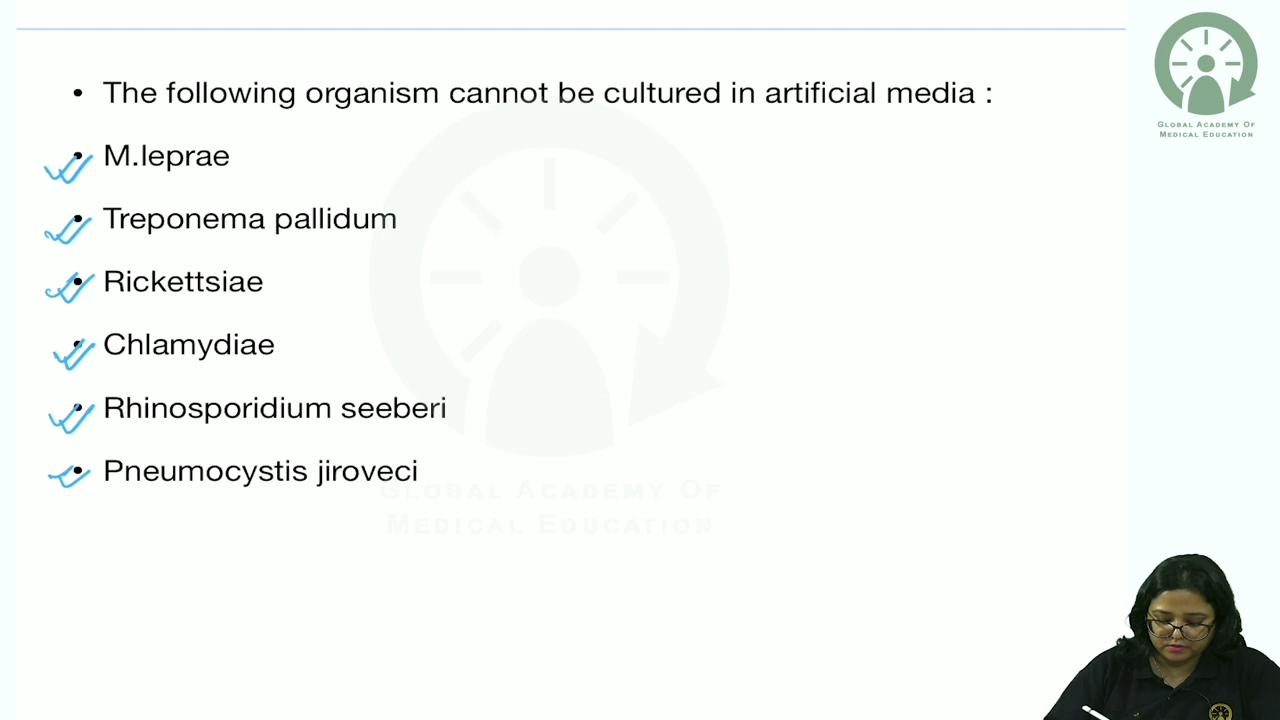 • The following organism cannot be cultured in artificial media :
• M.leprae
• Treponema pallidum
• Rickettsiae
• Chlamydiae
• Rhinosporidium seeberi
• Pneumocystis jiroveci
GLOBAL ACADEMY OF
MEDICAL EDUCATION
GLOBAL ACADEMY OF
MEDICAL EDUCATION